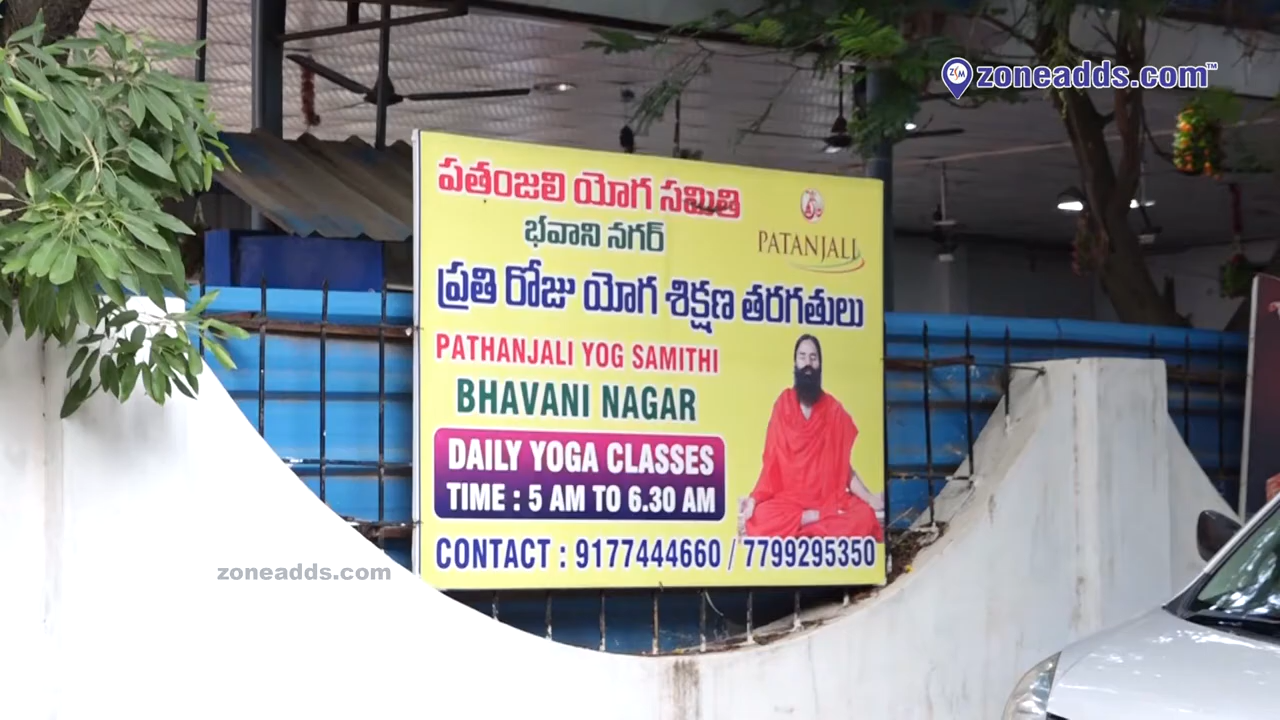 zoneadds.com™
పతంజలి యోగ సమితి
భవాని నగర్
PATANJALI
ప్రతి రోజు యోగ శిక్షణ తరగతులు
PATHANJALI YOG SAMITHI
BHAVANI NAGAR
DAILY YOGA CLASSES
TIME : 5 AM TO 6.30 AM
CONTACT : 9177444660 / 7799295350
zoneadds.com